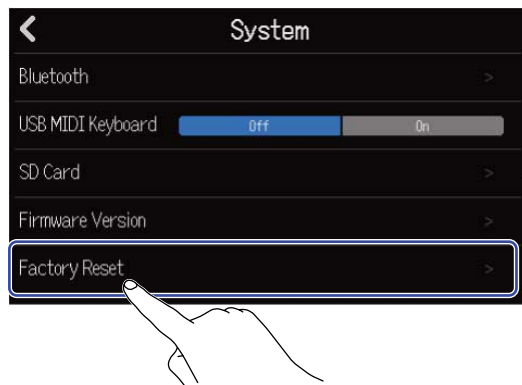 System
Bluetooth
USB MIDI Keyboard Off On
SD Card
Firmware Version
Factory Reset